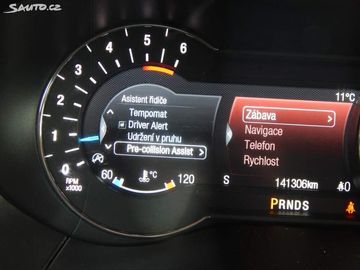 Sauto.cz
6
5
4
3
2
1
0
RPM
x1000
Asistent řidiče
Tempomat
Driver Alert
Udržení v pruhu
Pre-collision Assist
60
°C
120
11°C
Zábava
Navigace
Telefon
Rychlost
S
141306km
PRNDS